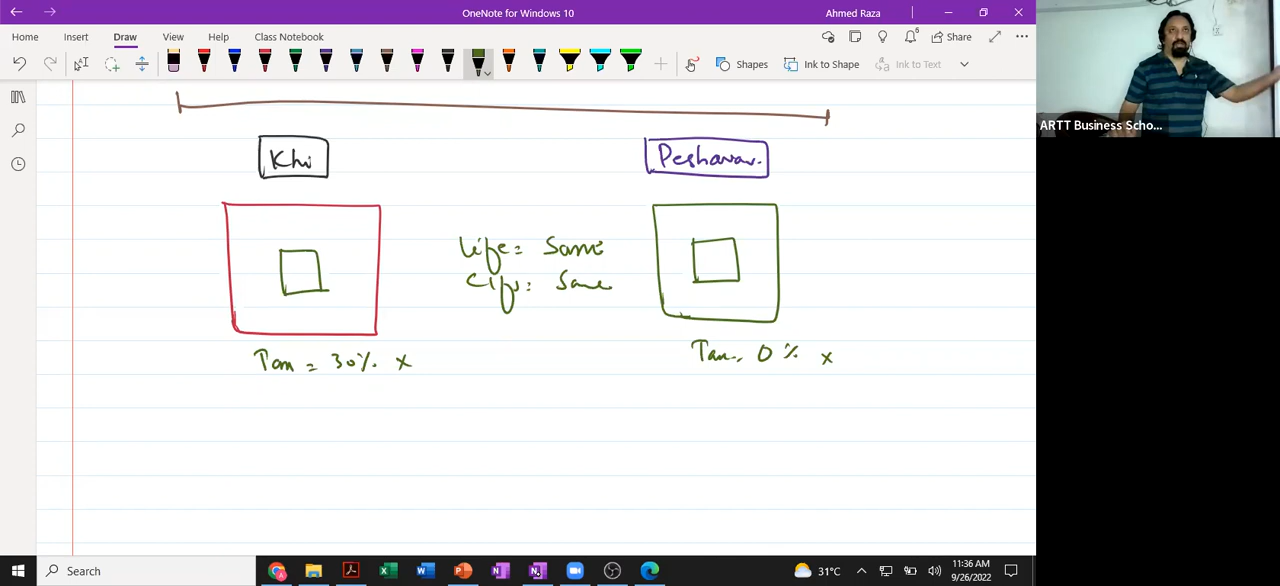 OneNote for Windows 10
Ahmed Raza
Home Insert Draw View Help Class Notebook
6
Share
Shapes Ink to Shape Ink to Text
ARTT Business Scho...
Khi
Peshawar.
Life = Same
Cifs: Same
Tax = 30% x
Tax = 0 % x
Search
31°C
11:36 AM
9/26/2022